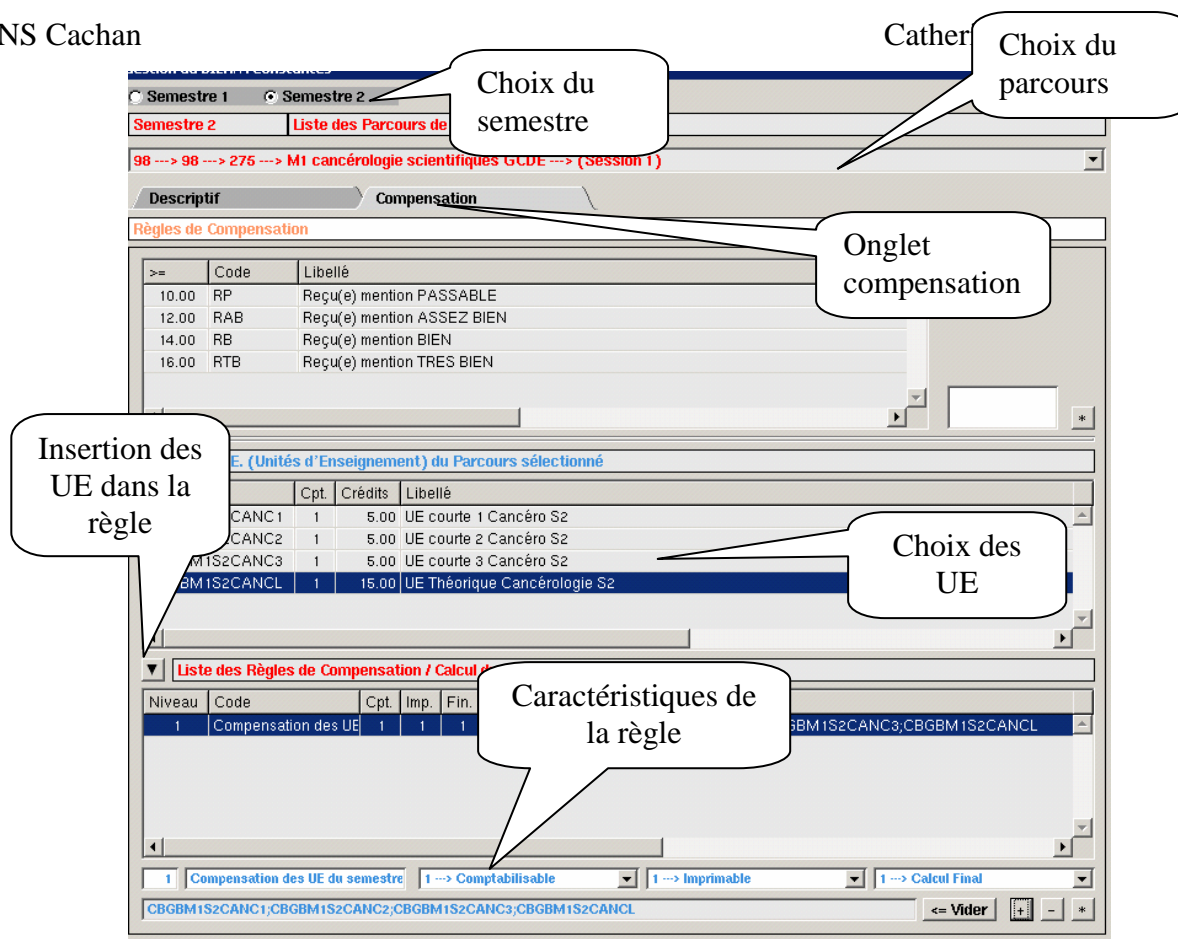 NS Cachan
Cather
Choix du parcours
Choix du semestre
Semestre 1 Semestre 2
Semestre 2 Liste des Parcours de
98 ---> 98 ---> 275 ---> M1 cancérologie scientifiques GCDE ---> (Session 1)
Descriptif Compensation
Règles de Compensation
Onglet compensation
>= Code Libellé
10.00 RP Reçu(e) mention PASSABLE
12.00 RAB Reçu(e) mention ASSEZ BIEN
14.00 RB Reçu(e) mention BIEN
16.00 RTB Reçu(e) mention TRES BIEN
*
Insertion des UE dans la règle
E. (Unités d'Enseignement) du Parcours sélectionné
Cpt. Crédits Libellé
CANC1 1 5.00 UE courte 1 Cancéro S2
CANC2 1 5.00 UE courte 2 Cancéro S2
M1S2CANC3 1 5.00 UE courte 3 Cancéro S2
BM1S2CANCL 1 15.00 UE Théorique Cancérologie S2
Choix des UE
Liste des Règles de Compensation / Calcul
Caractéristiques de la règle
Niveau Code Cpt. Imp. Fin.
1 Compensation des UE 1 1 1 BM1S2CANC3;CBGBM1S2CANCL
1 Compensation des UE du semestre 1 ---> Comptabilisable 1 ---> Imprimable 1 ---> Calcul Final
CBGBM1S2CANC1;CBGBM1S2CANC2;CBGBM1S2CANC3;CBGBM1S2CANCL <= Vider + - *